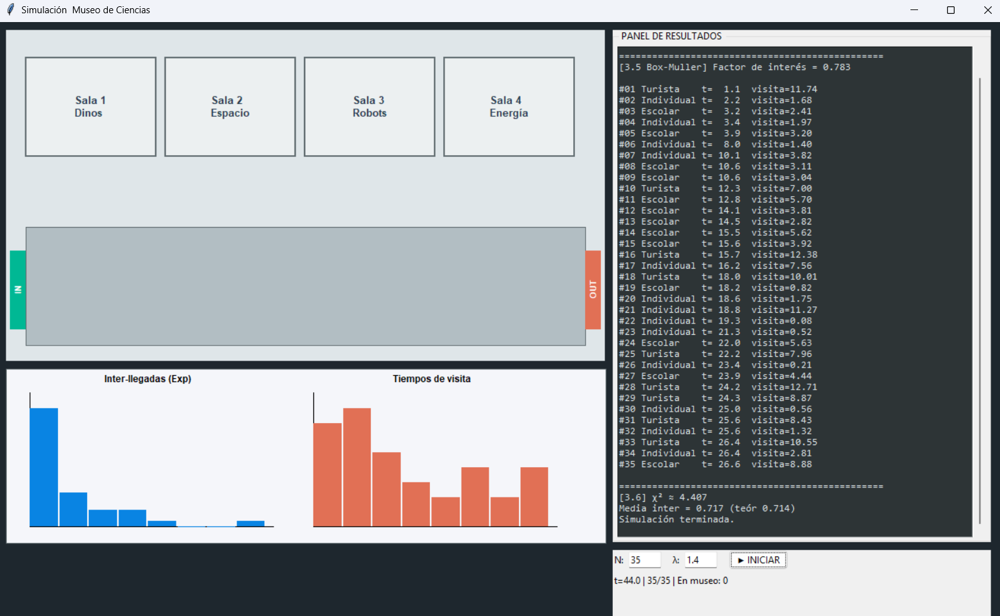 Simulación  Museo de Ciencias
Sala 1
Dinos
Sala 2
Espacio
Sala 3
Robots
Sala 4
Energía
IN
OUT
Inter-llegadas (Exp)
Tiempos de visita
PANEL DE RESULTADOS
================================================
[3.5 Box-Muller] Factor de interés = 0.783
#01 Turista    t=  1.1  visita=11.74
#02 Individual t=  2.2  visita=1.68
#03 Escolar    t=  3.2  visita=2.41
#04 Individual t=  3.4  visita=1.97
#05 Escolar    t=  3.9  visita=3.20
#06 Individual t=  8.0  visita=1.40
#07 Individual t= 10.1  visita=3.82
#08 Escolar    t= 10.6  visita=3.11
#09 Escolar    t= 10.6  visita=3.04
#10 Turista    t= 12.3  visita=7.00
#11 Escolar    t= 12.8  visita=5.70
#12 Escolar    t= 14.1  visita=3.81
#13 Escolar    t= 14.5  visita=2.82
#14 Escolar    t= 15.5  visita=5.62
#15 Escolar    t= 15.6  visita=3.92
#16 Turista    t= 15.7  visita=12.38
#17 Individual t= 16.2  visita=7.56
#18 Turista    t= 18.0  visita=10.01
#19 Escolar    t= 18.2  visita=0.82
#20 Individual t= 18.6  visita=1.75
#21 Individual t= 18.8  visita=11.27
#22 Individual t= 19.3  visita=0.08
#23 Individual t= 21.3  visita=0.52
#24 Escolar    t= 22.0  visita=5.63
#25 Turista    t= 22.2  visita=7.96
#26 Individual t= 23.4  visita=0.21
#27 Escolar    t= 23.9  visita=4.44
#28 Turista    t= 24.2  visita=12.71
#29 Turista    t= 24.3  visita=8.87
#30 Individual t= 25.0  visita=0.56
#31 Turista    t= 25.6  visita=8.43
#32 Individual t= 25.6  visita=1.32
#33 Turista    t= 26.4  visita=10.55
#34 Individual t= 26.4  visita=2.81
#35 Escolar    t= 26.6  visita=8.88
================================================
[3.6] χ² ≈ 4.407
Media inter = 0.717 (teór 0.714)
Simulación terminada.
N: 35 λ: 1.4 ► INICIAR
t=44.0 | 35/35 | En museo: 0